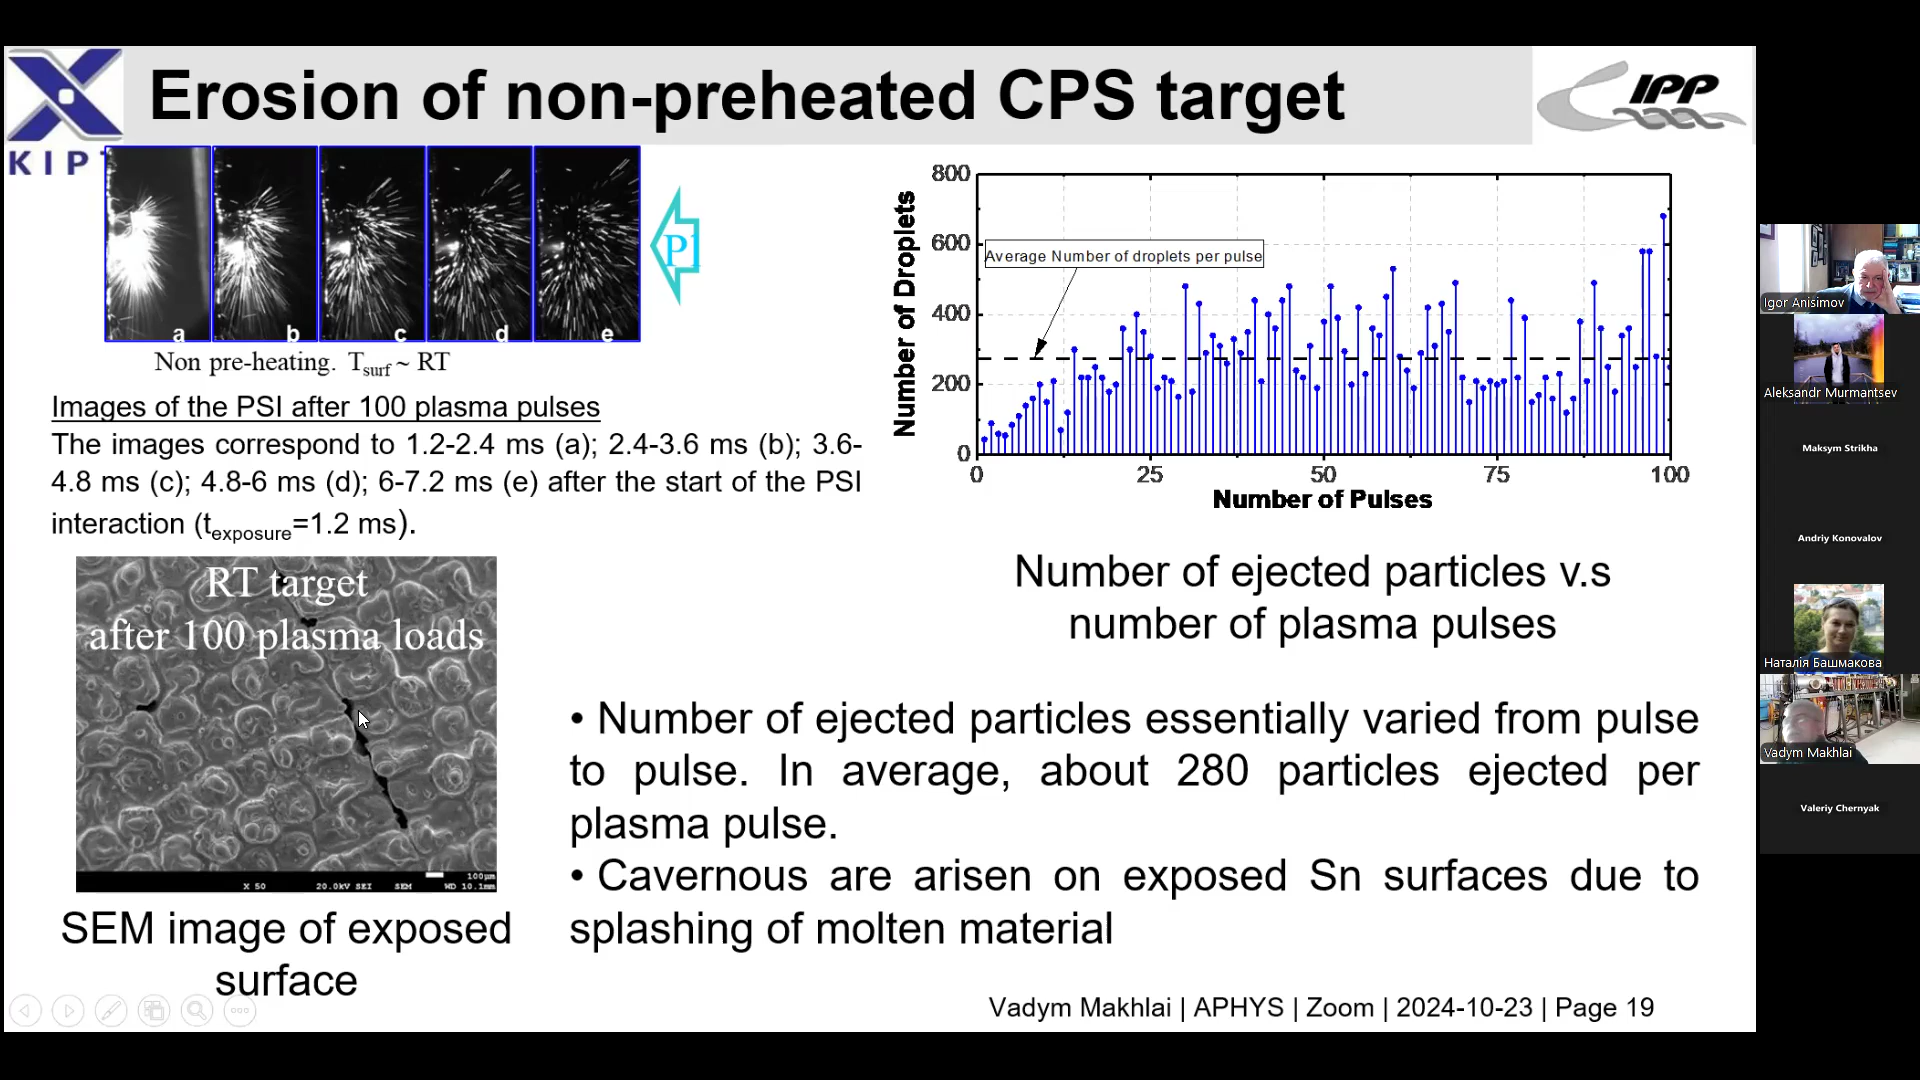 Erosion of non-preheated CPS target
KIP
IPP
a b c d e
P
Non pre-heating. Tsurf ~ RT
Images of the PSI after 100 plasma pulses
The images correspond to 1.2-2.4 ms (a); 2.4-3.6 ms (b); 3.6-
4.8 ms (c); 4.8-6 ms (d); 6-7.2 ms (e) after the start of the PSI
interaction (texposure=1.2 ms).
RT target
after 100 plasma loads
X 50 20.0kV SEI SEM WD 10.1mm
100µm
SEM image of exposed
surface
Number of Droplets
800
600
400
200
0
Average Number of droplets per pulse
0 25 50 75 100
Number of Pulses
Number of ejected particles v.s
number of plasma pulses
• Number of ejected particles essentially varied from pulse
to pulse. In average, about 280 particles ejected per
plasma pulse.
• Cavernous are arisen on exposed Sn surfaces due to
splashing of molten material
Vadym Makhlai | APHYS | Zoom | 2024-10-23 | Page 19
Igor Anisimov
Aleksandr Murmantsev
Maksym Strikha
Andriy Konovalov
Наталія Башмакова
Vadym Makhlai
Valeriy Chernyak